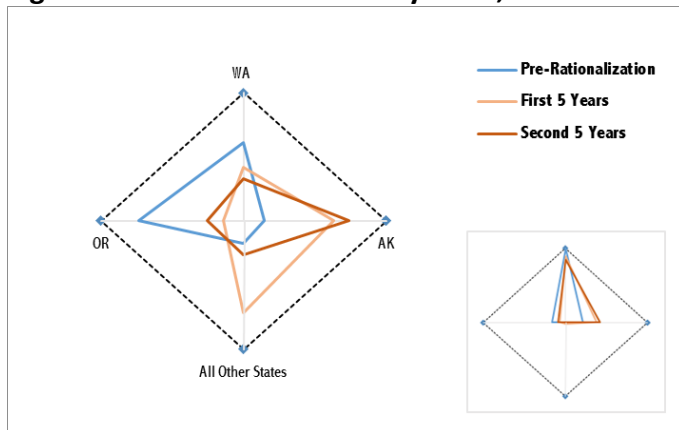 WA
Pre-Rationalization
First 5 Years
Second 5 Years
OR
AK
All Other States